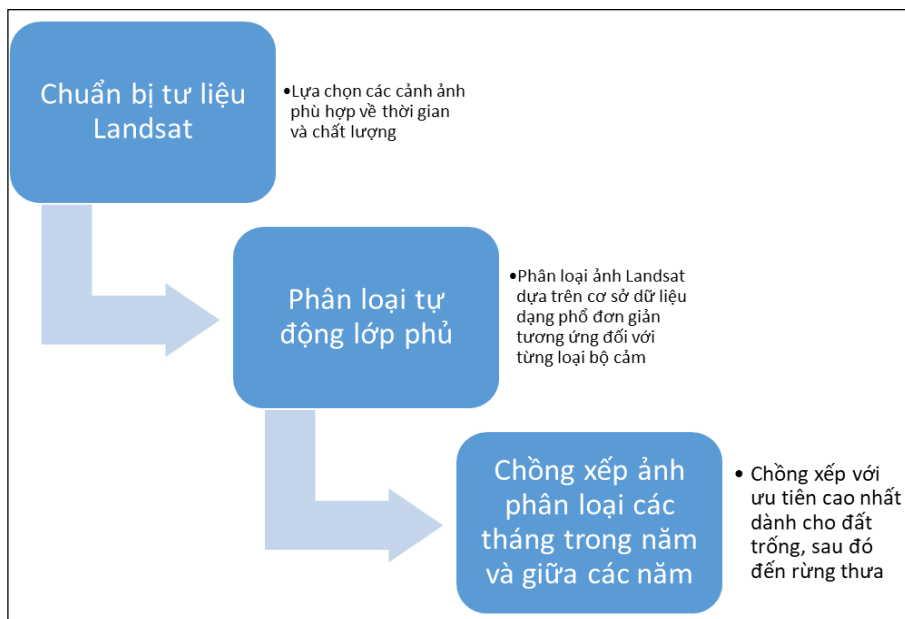 Chuẩn bị tư liệu
Landsat
•Lựa chọn các cảnh ảnh
phù hợp về thời gian
và chất lượng
Phân loại tự
động lớp phủ
•Phân loại ảnh Landsat
dựa trên cơ sở dữ liệu
dạng phổ đơn giản
tương ứng đối với
từng loại bộ cảm
Chồng xếp ảnh
phân loại các
tháng trong năm
và giữa các năm
• Chồng xếp với
ưu tiên cao nhất
dành cho đất
trống, sau đó
đến rừng thưa